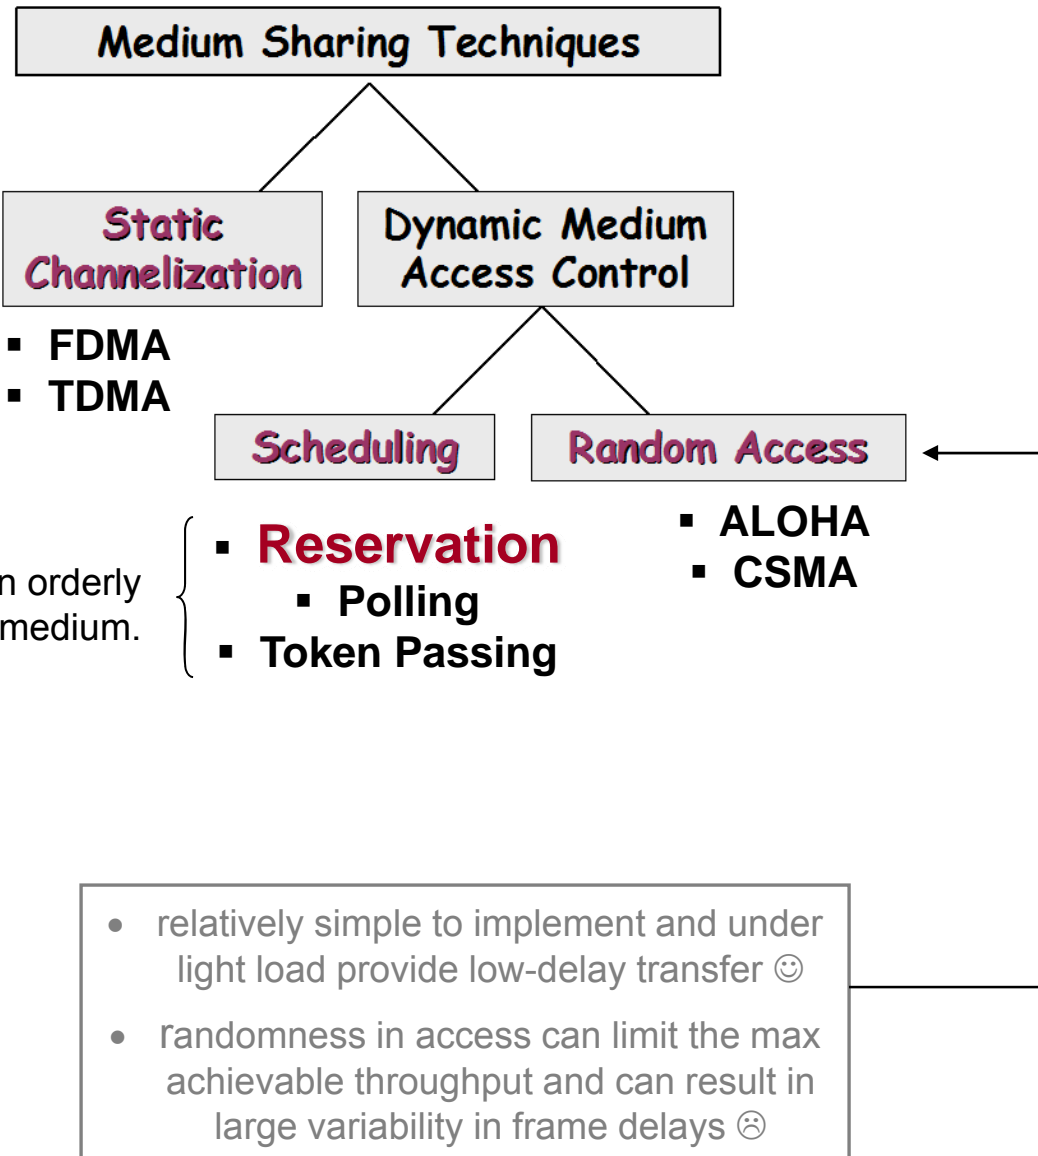 Medium Sharing Techniques
Static
Channelization
Dynamic Medium
Access Control
▪ FDMA
▪ TDMA
Scheduling
Random Access
n orderly
medium.
▪ Reservation
▪ Polling
▪ Token Passing
▪ ALOHA
▪ CSMA
• relatively simple to implement and under
light load provide low-delay transfer ☺
• randomness in access can limit the max
achievable throughput and can result in
large variability in frame delays ☹